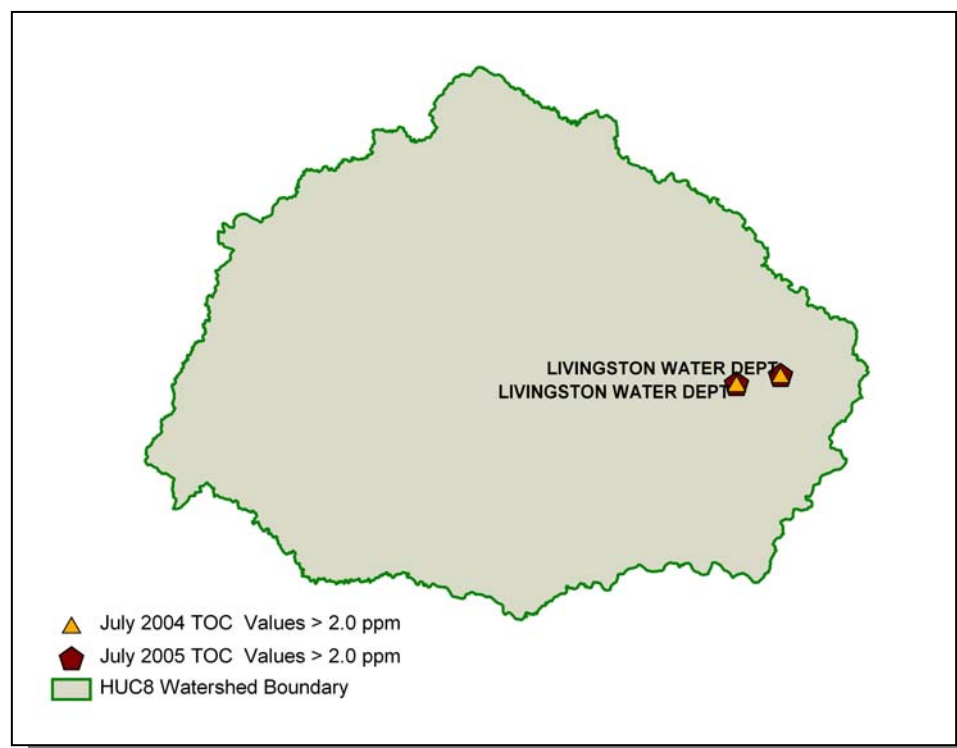 LIVINGSTON WATER DEPT
LIVINGSTON WATER DEPT
July 2004 TOC Values > 2.0 ppm
July 2005 TOC Values > 2.0 ppm
HUC8 Watershed Boundary